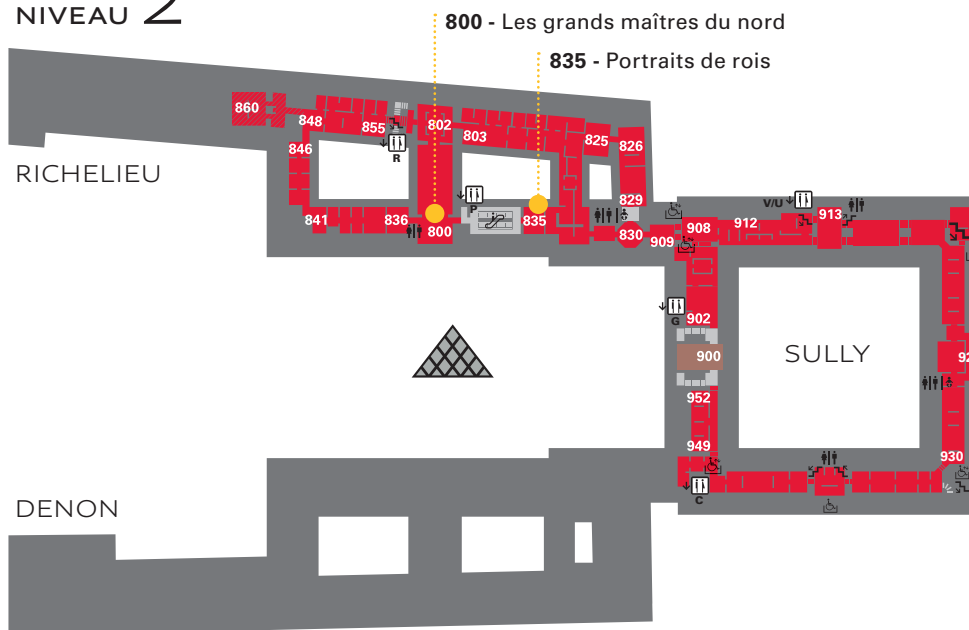 NIVEAU 2
800 - Les grands maîtres du nord
835 - Portraits de rois
860
848
855
802
803
825
826
846
R
RICHELIEU
P
829
841
836
800
835
830
909
908
912
V/U
913
G
902
900
SULLY
952
949
930
C
DENON